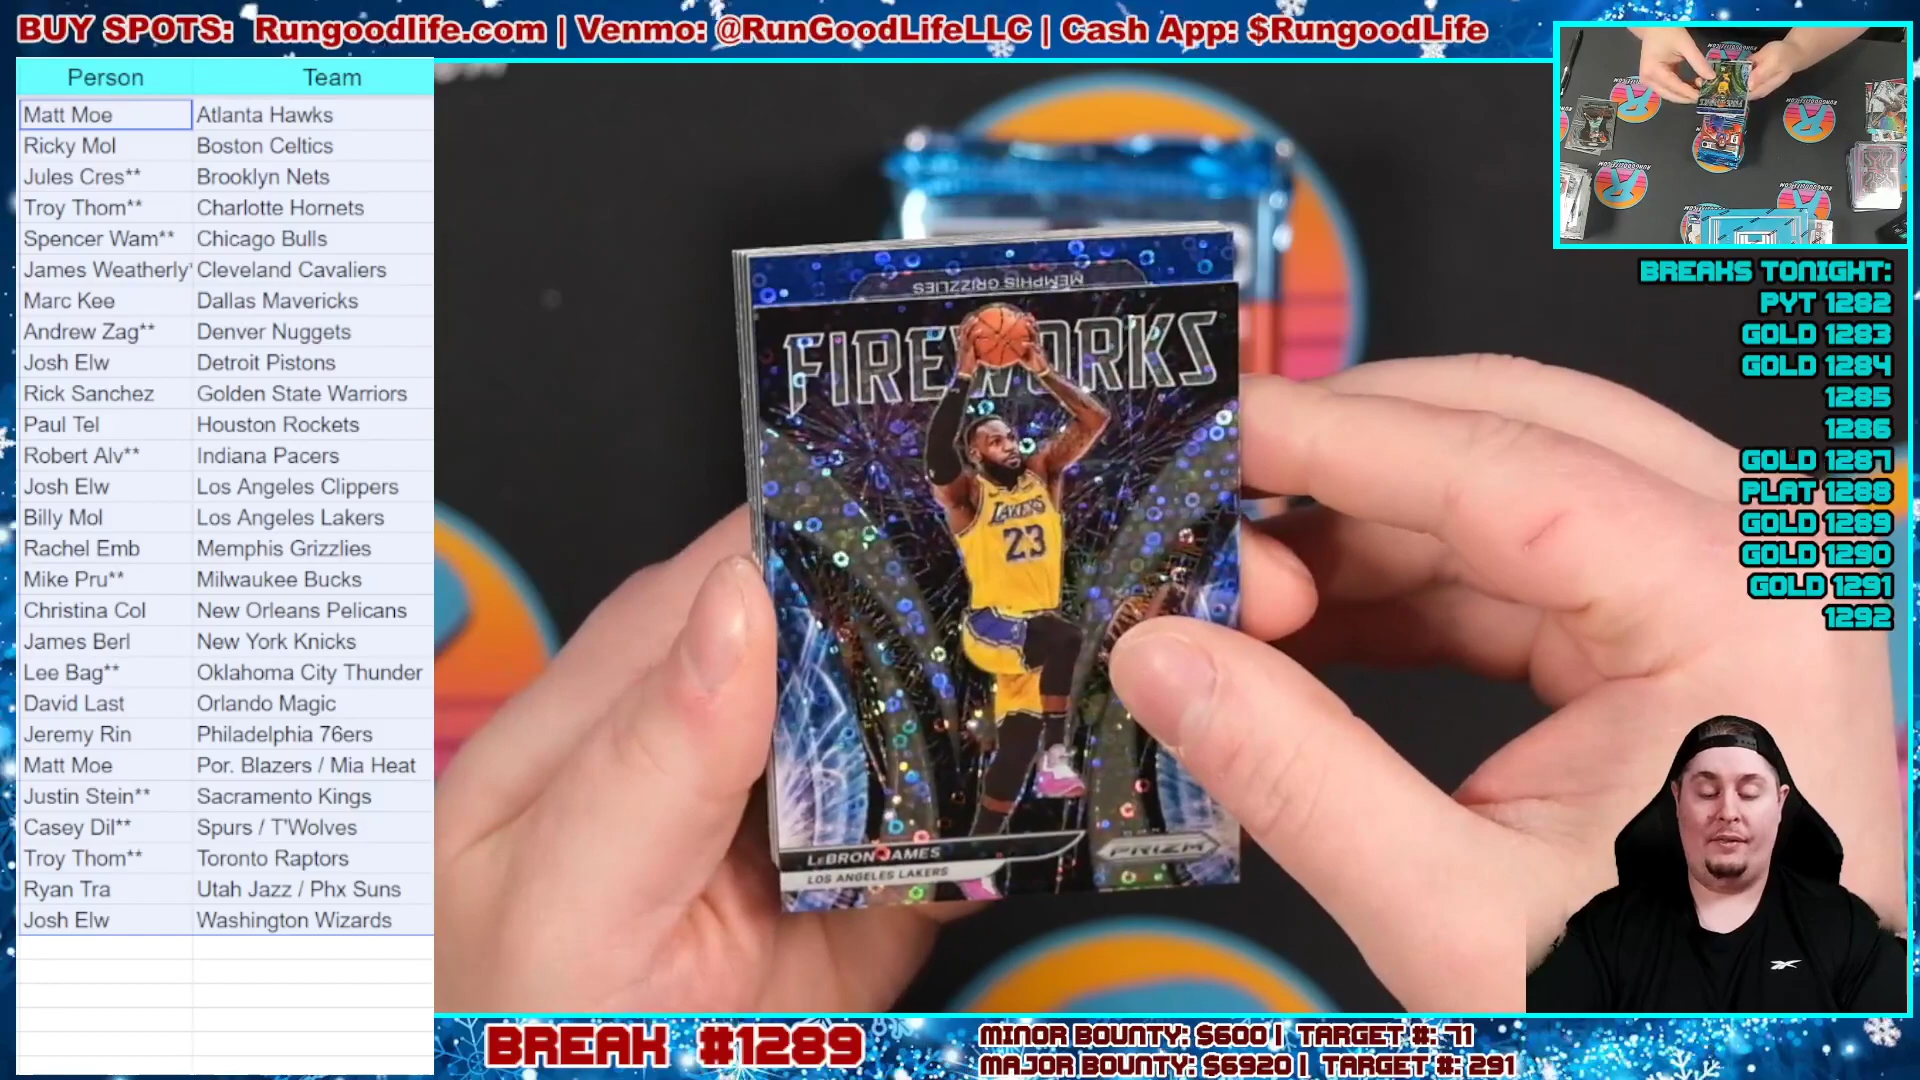 BUY SPOTS: Rungoodlife.com | Venmo: @RunGoodLifeLLC | Cash App: $RungoodLife
Person Team
Matt Moe Atlanta Hawks
Ricky Mol Boston Celtics
Jules Cres** Brooklyn Nets
Troy Thom** Charlotte Hornets
Spencer Wam** Chicago Bulls
James Weatherly Cleveland Cavaliers
Marc Kee Dallas Mavericks
Andrew Zag** Denver Nuggets
Josh Elw Detroit Pistons
Rick Sanchez Golden State Warriors
Paul Tel Houston Rockets
Robert Alv** Indiana Pacers
Josh Elw Los Angeles Clippers
Billy Mol Los Angeles Lakers
Rachel Emb Memphis Grizzlies
Mike Pru** Milwaukee Bucks
Christina Col New Orleans Pelicans
James Berl New York Knicks
Lee Bag** Oklahoma City Thunder
David Last Orlando Magic
Jeremy Rin Philadelphia 76ers
Matt Moe Por. Blazers / Mia Heat
Justin Stein** Sacramento Kings
Casey Dil** Spurs / T'Wolves
Troy Thom** Toronto Raptors
Ryan Tra Utah Jazz / Phx Suns
Josh Elw Washington Wizards
MEMPHIS GRIZZLIES
FIREWORKS
LAKERS
23
LEBRON JAMES
LOS ANGELES LAKERS
PRIZM
BREAKS TONIGHT:
PYT 1282
GOLD 1283
GOLD 1284
1285
1286
GOLD 1287
PLAT 1288
GOLD 1289
GOLD 1290
GOLD 1291
1292
BREAK #1289
MINOR BOUNTY: $600 | TARGET #: 71
MAJOR BOUNTY: $6920 | TARGET #: 291